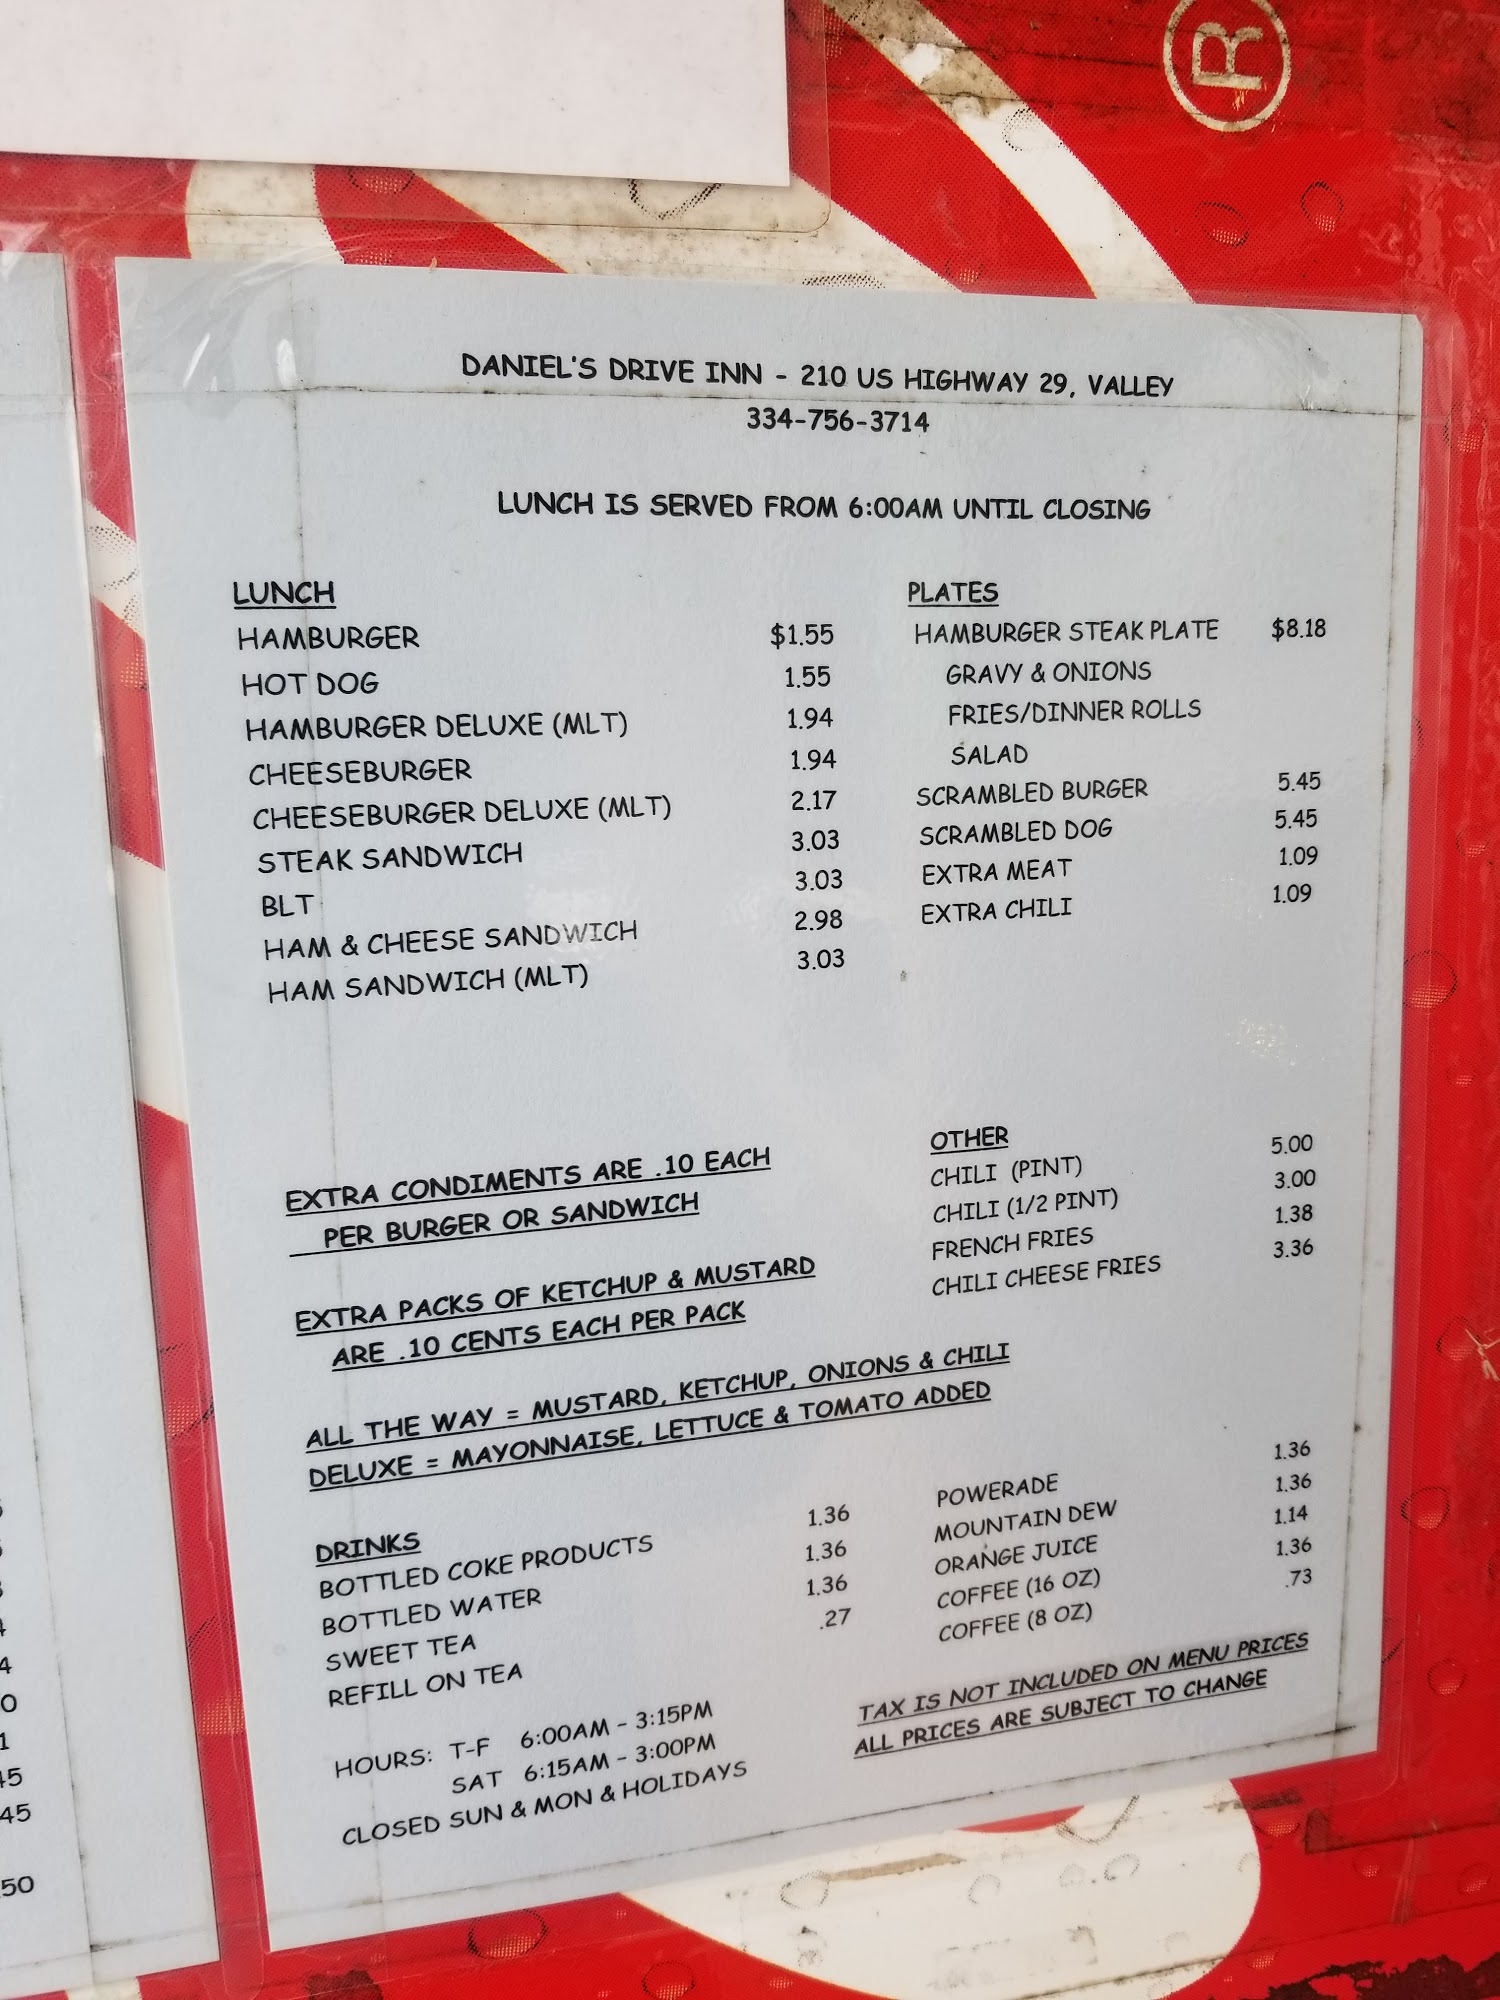 ®
DANIEL'S DRIVE INN - 210 US HIGHWAY 29, VALLEY
334-756-3714
LUNCH IS SERVED FROM 6:00AM UNTIL CLOSING
LUNCH
HAMBURGER $1.55
HOT DOG 1.55
HAMBURGER DELUXE (MLT) 1.94
CHEESEBURGER 1.94
CHEESEBURGER DELUXE (MLT) 2.17
STEAK SANDWICH 3.03
BLT 3.03
HAM & CHEESE SANDWICH 2.98
HAM SANDWICH (MLT) 3.03
PLATES
HAMBURGER STEAK PLATE $8.18
GRAVY & ONIONS
FRIES/DINNER ROLLS
SALAD
SCRAMBLED BURGER 5.45
SCRAMBLED DOG 5.45
EXTRA MEAT 1.09
EXTRA CHILI 1.09
EXTRA CONDIMENTS ARE .10 EACH
PER BURGER OR SANDWICH
EXTRA PACKS OF KETCHUP & MUSTARD
ARE .10 CENTS EACH PER PACK
OTHER
CHILI (PINT) 5.00
CHILI (1/2 PINT) 3.00
FRENCH FRIES 1.38
CHILI CHEESE FRIES 3.36
ALL THE WAY = MUSTARD, KETCHUP, ONIONS & CHILI
DELUXE = MAYONNAISE, LETTUCE & TOMATO ADDED
DRINKS
BOTTLED COKE PRODUCTS 1.36
BOTTLED WATER 1.36
SWEET TEA 1.36
REFILL ON TEA .27
POWERADE 1.36
MOUNTAIN DEW 1.36
ORANGE JUICE 1.14
COFFEE (16 OZ) 1.36
COFFEE (8 OZ) .73
HOURS: T-F 6:00AM - 3:15PM
SAT 6:15AM - 3:00PM
CLOSED SUN & MON & HOLIDAYS
TAX IS NOT INCLUDED ON MENU PRICES
ALL PRICES ARE SUBJECT TO CHANGE